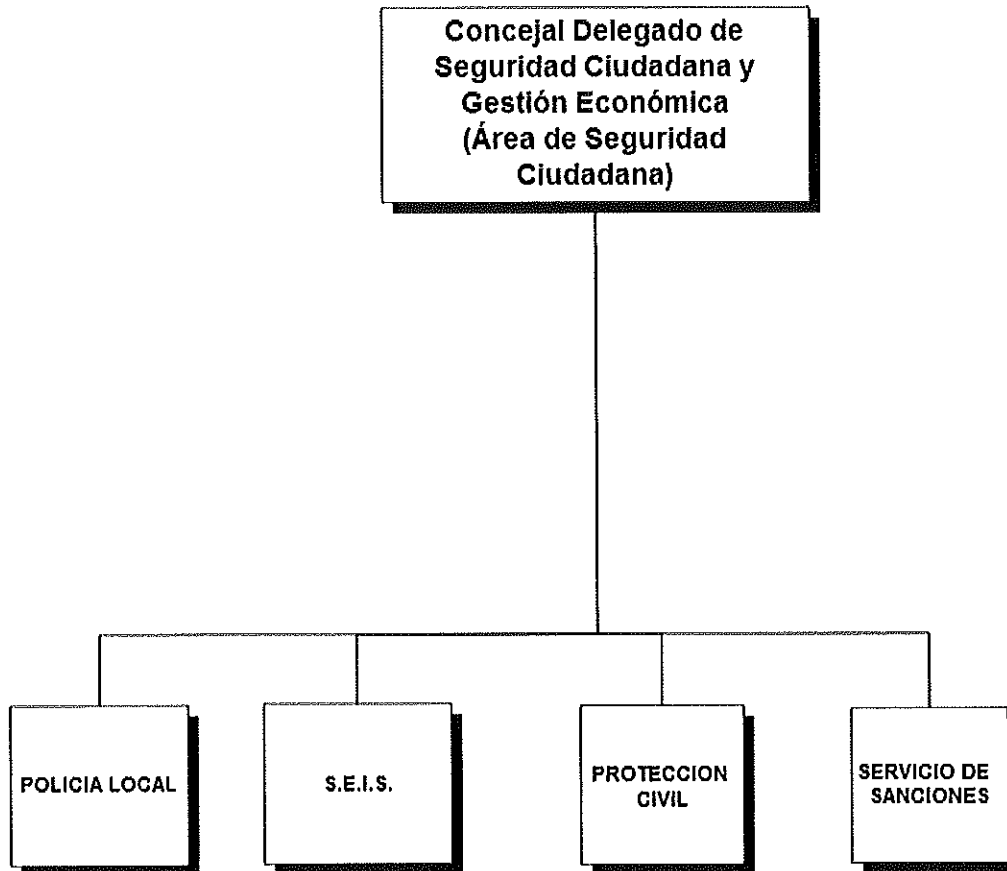 Concejal Delegado de
Seguridad Ciudadana y
Gestión Económica
(Área de Seguridad
Ciudadana)
POLICIA LOCAL
S.E.I.S.
PROTECCION
CIVIL
SERVICIO DE
SANCIONES